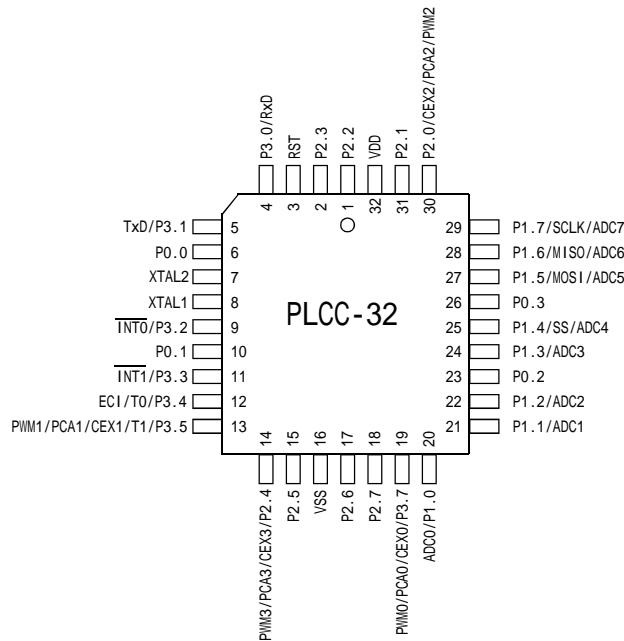 P3.0/RxD
RST
P2.3
P2.2
VDD
P2.1
P2.0/CEX2/PCA2/PWM2
4
3
2
1
32
31
30
TxD/P3.1
5
29
P1.7/SCLK/ADC7
P0.0
6
28
P1.6/MISO/ADC6
XTAL2
7
27
P1.5/MOSI/ADC5
XTAL1
8
PLCC-32
26
P0.3
INT0/P3.2
9
25
P1.4/SS/ADC4
P0.1
10
24
P1.3/ADC3
INT1/P3.3
11
23
P0.2
ECI/T0/P3.4
12
22
P1.2/ADC2
PWM1/PCA1/CEX1/T1/P3.5
13
21
P1.1/ADC1
14
15
16
17
18
19
20
PWM3/PCA3/CEX3/P2.4
P2.5
VSS
P2.6
P2.7
PWM0/PCA0/CEX0/P3.7
ADC0/P1.0